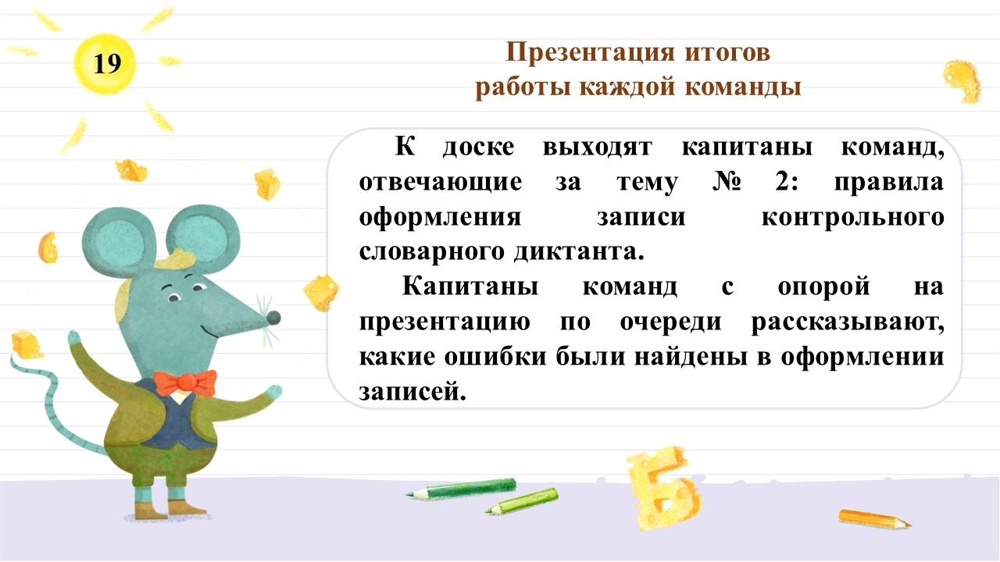 19
Презентация итогов
работы каждой команды
К доске выходят капитаны команд,
отвечающие за тему № 2: правила
оформления записи контрольного
словарного диктанта.
Капитаны команд с опорой на
презентацию по очереди рассказывают,
какие ошибки были найдены в оформлении
записей.
Б